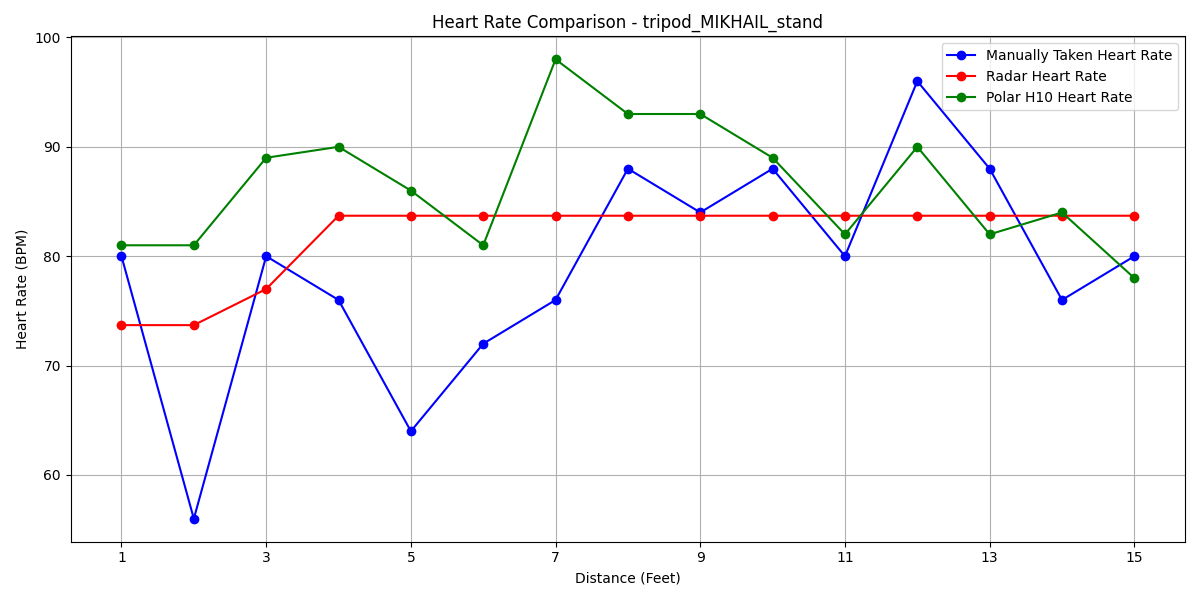 Heart Rate Comparison - tripod_MIKHAIL_stand
Manually Taken Heart Rate
Radar Heart Rate
Polar H10 Heart Rate
Heart Rate (BPM)
100
90
80
70
60
1 3 5 7 9 11 13 15
Distance (Feet)